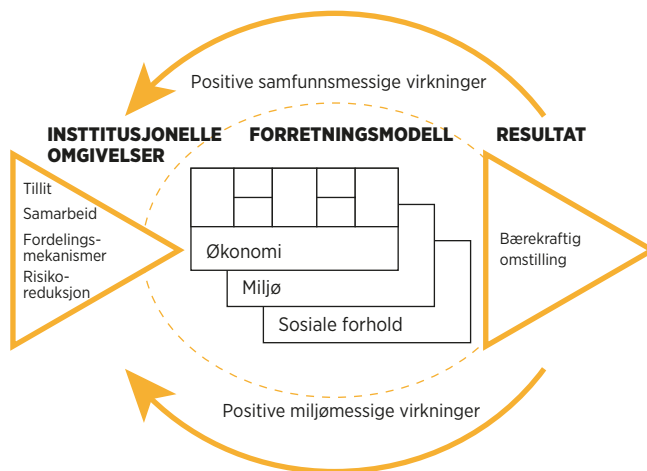 Positive samfunnsmessige virkninger
INSTTITUSJONELLE
OMGIVELSER
FORRETNINGSMODELL
RESULTAT
Tillit
Samarbeid
Fordelings-
mekanismer
Risiko-
reduksjon
Økonomi
Miljø
Sosiale forhold
Bærekraftig
omstilling
Positive miljømessige virkninger